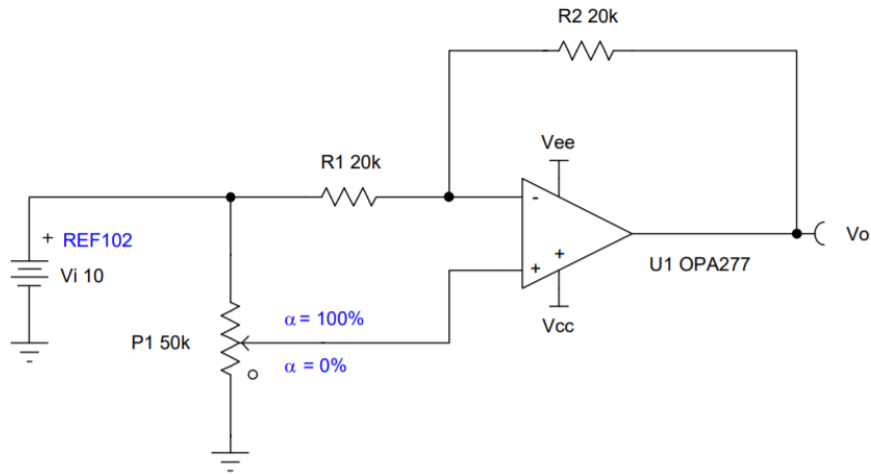 R2 20k
Vee
R1 20k
-
+ REF102
Vi 10
+
+
U1 OPA277
Vo
α = 100%
Vcc
P1 50k
α = 0%